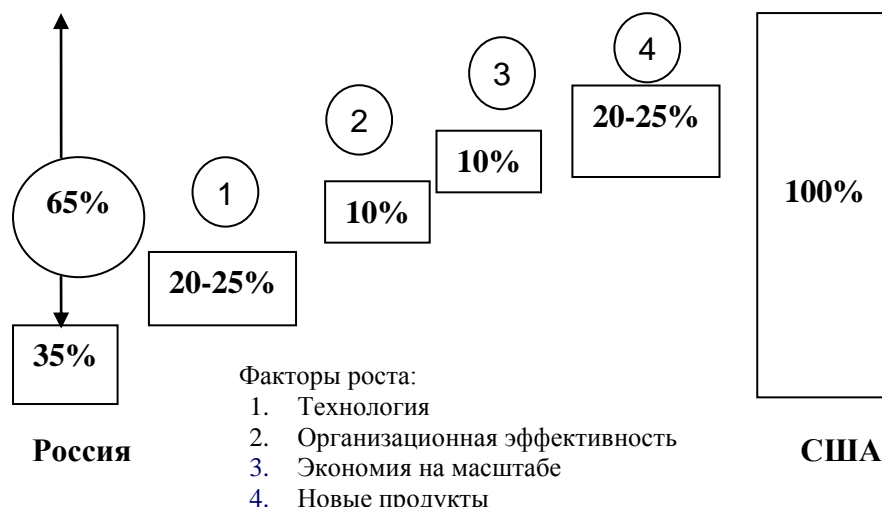 4
3
20-25%
2
10%
100%
65%
1
10%
20-25%
35%
Факторы роста:
1. Технология
Россия
2. Организационная эффективность
США
3. Экономия на масштабе
4. Новые продукты